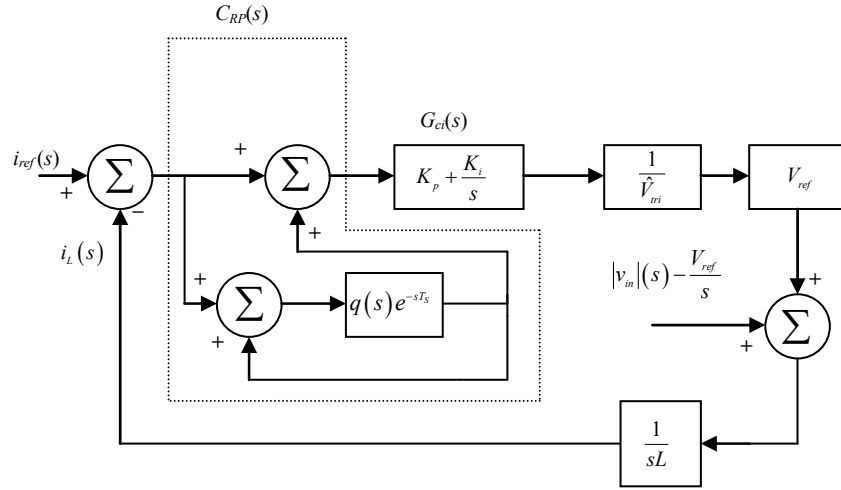 C_{RP}(s)
G_{ci}(s)
i_{ref}(s)
+
Σ
−
+
Σ
+
K_p + \frac{K_i}{s}
\frac{1}{\hat{V}_{tri}}
V_{ref}
i_L(s)
+
Σ
+
q(s)e^{-sT_S}
|v_{in}|(s) − \frac{V_{ref}}{s}
+
Σ
+
\frac{1}{sL}